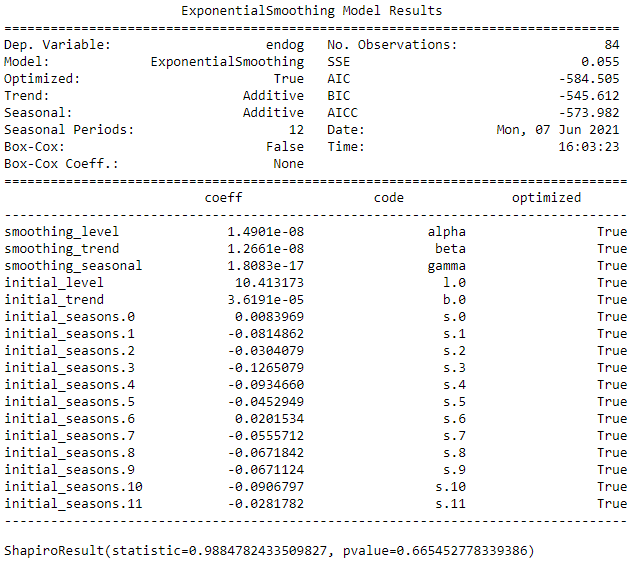 ExponentialSmoothing Model Results
==============================================================================
Dep. Variable: endog No. Observations: 84
Model: ExponentialSmoothing SSE 0.055
Optimized: True AIC -584.505
Trend: Additive BIC -545.612
Seasonal: Additive AICC -573.982
Seasonal Periods: 12 Date: Mon, 07 Jun 2021
Box-Cox: False Time: 16:03:23
Box-Cox Coeff.: None
==============================================================================
coeff code optimized
------------------------------------------------------------------------------
smoothing_level 1.4901e-08 alpha True
smoothing_trend 1.2661e-08 beta True
smoothing_seasonal 1.8083e-17 gamma True
initial_level 10.413173 l.0 True
initial_trend 3.6191e-05 b.0 True
initial_seasons.0 0.0083969 s.0 True
initial_seasons.1 -0.0814862 s.1 True
initial_seasons.2 -0.0304079 s.2 True
initial_seasons.3 -0.1265079 s.3 True
initial_seasons.4 -0.0934660 s.4 True
initial_seasons.5 -0.0452949 s.5 True
initial_seasons.6 0.0201534 s.6 True
initial_seasons.7 -0.0555712 s.7 True
initial_seasons.8 -0.0671842 s.8 True
initial_seasons.9 -0.0671124 s.9 True
initial_seasons.10 -0.0906797 s.10 True
initial_seasons.11 -0.0281782 s.11 True
------------------------------------------------------------------------------
ShapiroResult(statistic=0.9884782433509827, pvalue=0.665452778339386)